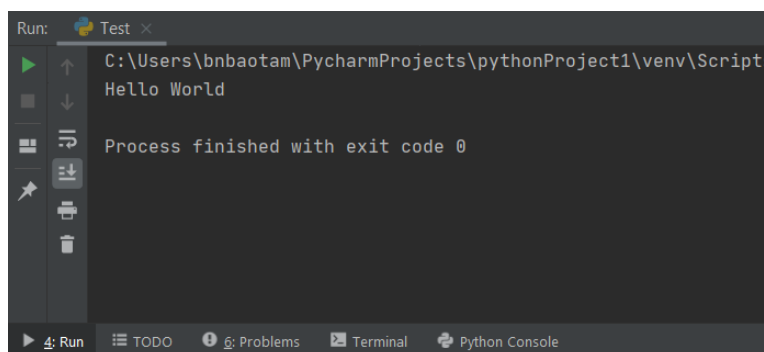 Run: Test
C:\Users\bnbaotam\PycharmProjects\pythonProject1\venv\Script
Hello World
Process finished with exit code 0
4: Run TODO 6: Problems Terminal Python Console